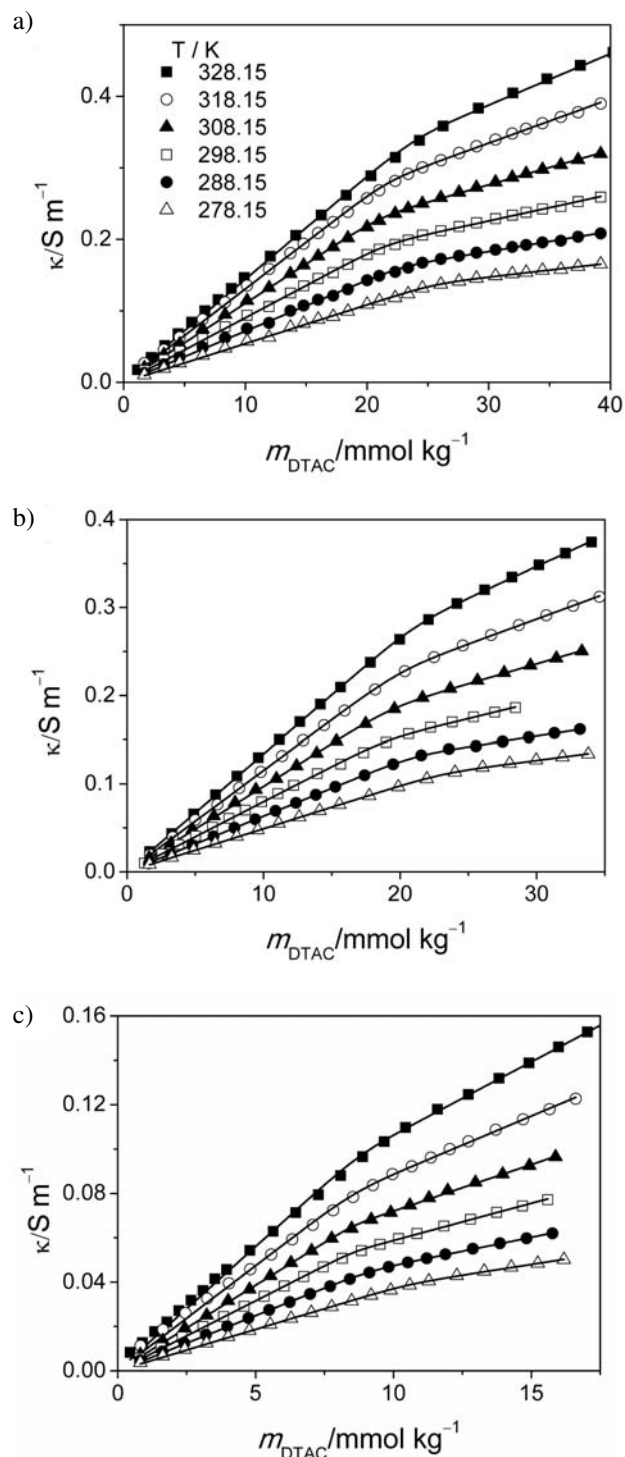 a)
T / K
328.15
318.15
308.15
298.15
288.15
278.15
0.4
0.2
0.0
κ/S m⁻¹
0 10 20 30 40
m_DTAC/mmol kg⁻¹
b)
0.4
0.3
0.2
0.1
0.0
κ/S m⁻¹
0 10 20 30
m_DTAC/mmol kg⁻¹
c)
0.16
0.12
0.08
0.04
0.00
κ/S m⁻¹
0 5 10 15
m_DTAC/mmol kg⁻¹